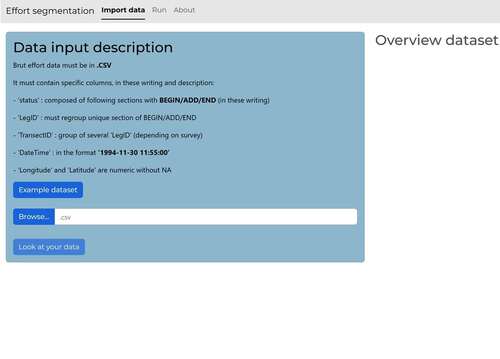 Effort segmentation Import data Run About
Data input description
Brut effort data must be in .CSV
It must contain specific columns, in these writing and description:
- 'status' : composed of following sections with BEGIN/ADD/END (in these writing)
- 'LegID' : must regroup unique section of BEGIN/ADD/END
- 'TransectID' : group of several 'LegID' (depending on survey)
- 'DateTime' : in the format '1994-11-30 11:55:00'
- 'Longitude' and 'Latitude' are numeric without NA
Example dataset
Browse... .csv
Look at your data
Overview dataset